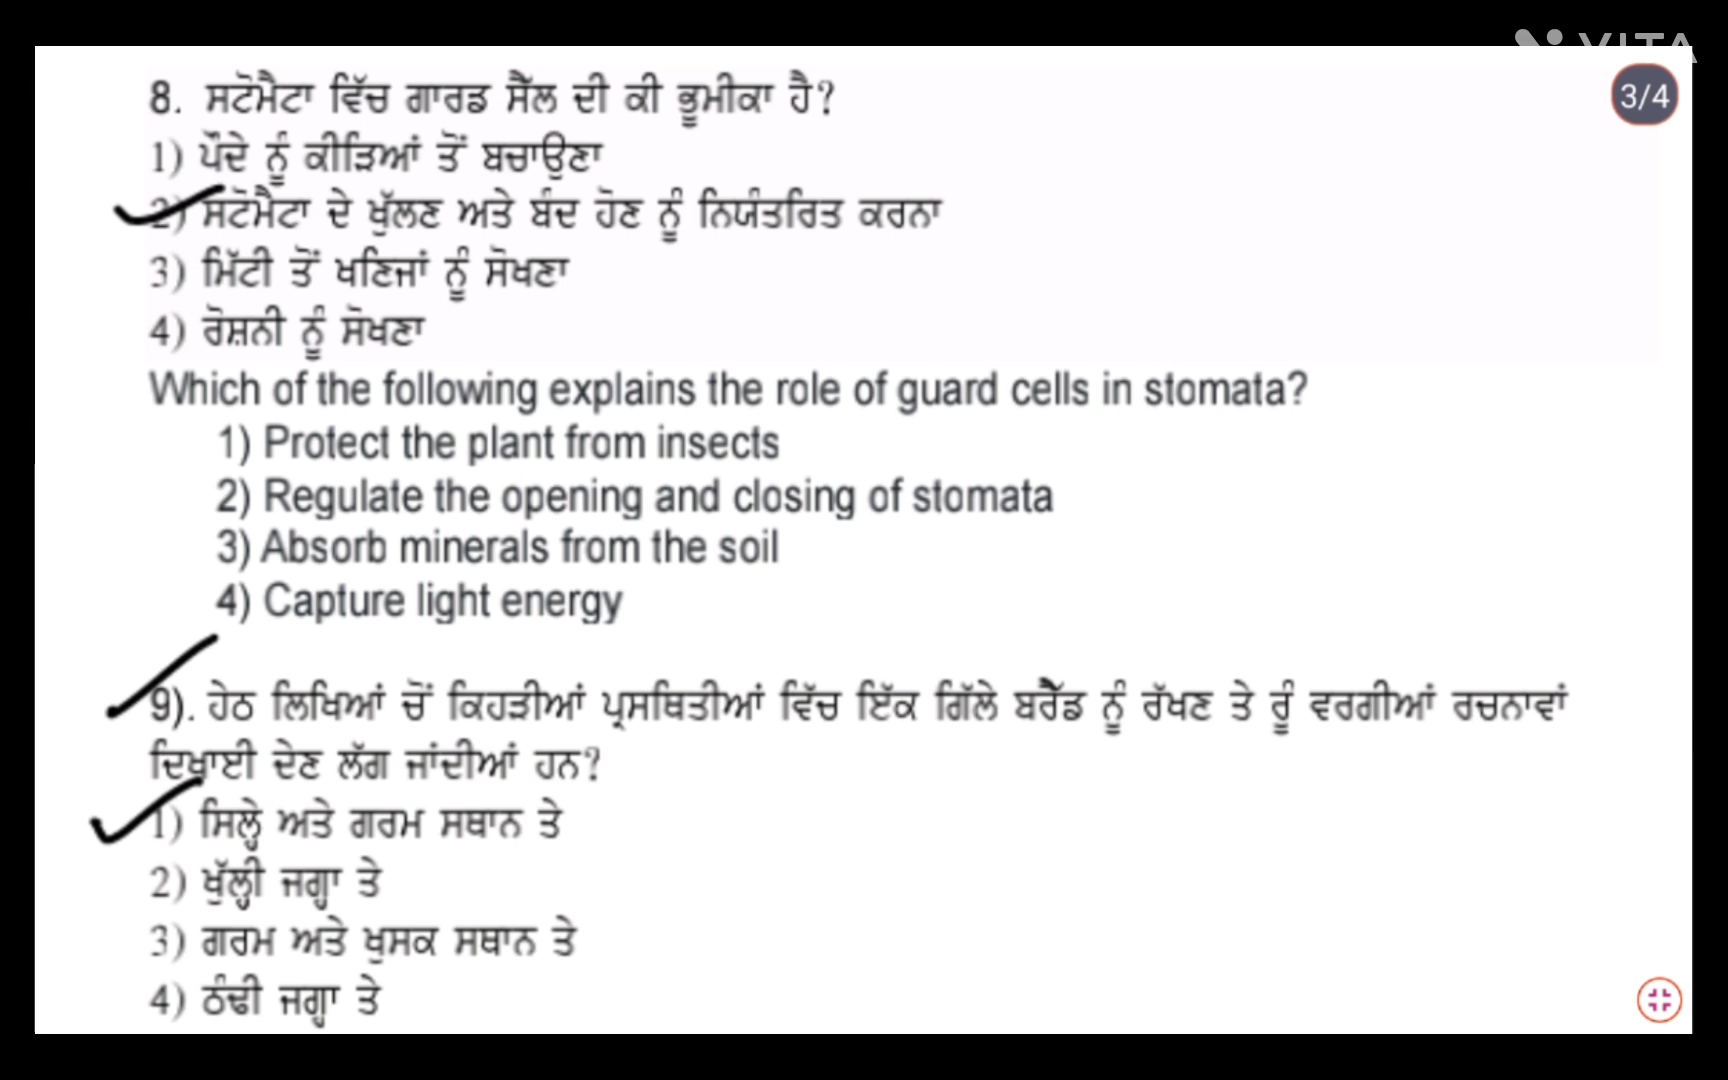 VITA
3/4
8. ਸਟੋਮੈਟਾ ਵਿੱਚ ਗਾਰਡ ਸੈੱਲ ਦੀ ਕੀ ਭੂਮੀਕਾ ਹੈ?
1) ਪੌਦੇ ਨੂੰ ਕੀੜਿਆਂ ਤੋਂ ਬਚਾਉਣਾ
2) ਸਟੋਮੈਟਾ ਦੇ ਖੁੱਲਣ ਅਤੇ ਬੰਦ ਹੋਣ ਨੂੰ ਨਿਯੰਤਰਿਤ ਕਰਨਾ
3) ਮਿੱਟੀ ਤੋਂ ਖਣਿਜਾਂ ਨੂੰ ਸੋਖਣਾ
4) ਰੋਸ਼ਨੀ ਨੂੰ ਸੋਖਣਾ
Which of the following explains the role of guard cells in stomata?
1) Protect the plant from insects
2) Regulate the opening and closing of stomata
3) Absorb minerals from the soil
4) Capture light energy
9). ਹੇਠ ਲਿਖਿਆਂ ਚੋਂ ਕਿਹੜੀਆਂ ਪ੍ਰਸਥਿਤੀਆਂ ਵਿੱਚ ਇੱਕ ਗਿੱਲੇ ਬਰੈੱਡ ਨੂੰ ਰੱਖਣ ਤੇ ਰੂੰ ਵਰਗੀਆਂ ਰਚਨਾਵਾਂ
ਦਿਖਾਈ ਦੇਣ ਲੱਗ ਜਾਂਦੀਆਂ ਹਨ?
1) ਸਿਲ੍ਹੇ ਅਤੇ ਗਰਮ ਸਥਾਨ ਤੇ
2) ਖੁੱਲ੍ਹੀ ਜਗ੍ਹਾ ਤੇ
3) ਗਰਮ ਅਤੇ ਖੁਸਕ ਸਥਾਨ ਤੇ
4) ਠੰਢੀ ਜਗ੍ਹਾ ਤੇ